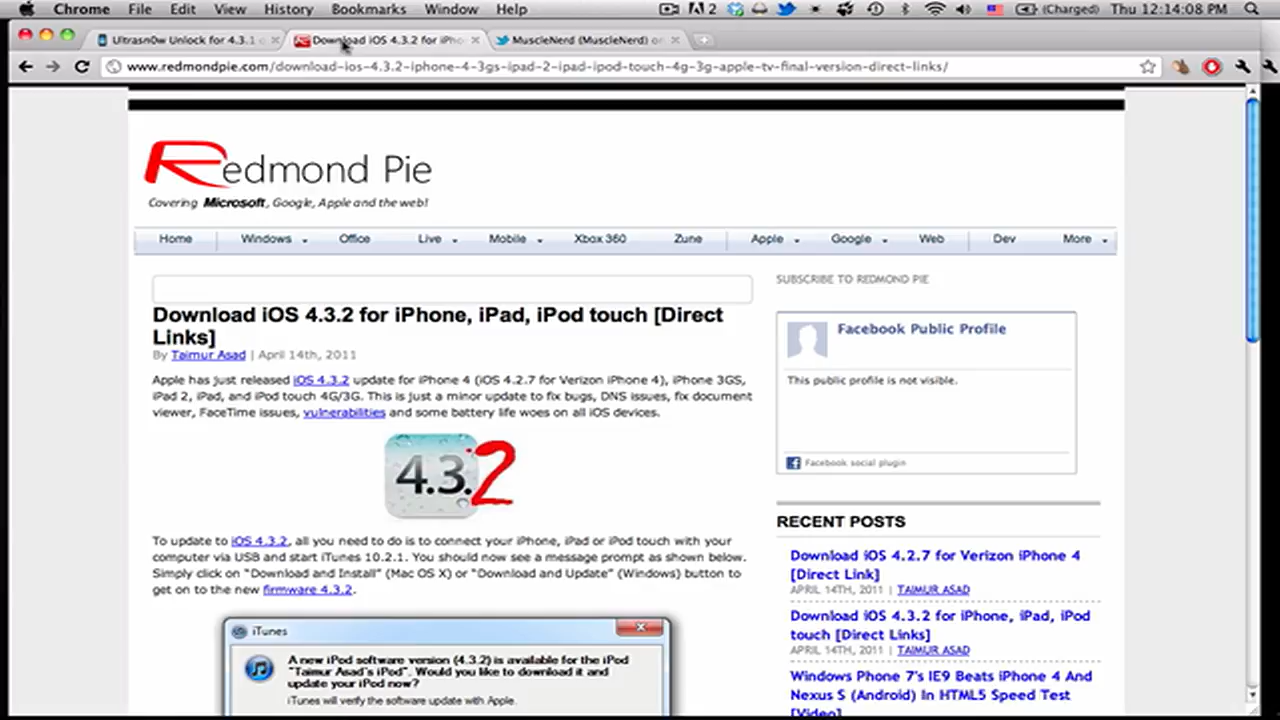 Chrome File Edit View History Bookmarks Window Help 2 (Charged) Thu 12:14:08 PM
Ultrasn0w Unlock for 4.3.1 Download iOS 4.3.2 for iPho MuscleNerd (MuscleNerd) on
www.redmondpie.com/download-ios-4.3.2-iphone-4-3gs-ipad-2-ipad-ipod-touch-4g-3g-apple-tv-final-version-direct-links/
Redmond Pie
Covering Microsoft, Google, Apple and the web!
Home Windows Office Live Mobile Xbox 360 Zune Apple Google Web Dev More
SUBSCRIBE TO REDMOND PIE
Download iOS 4.3.2 for iPhone, iPad, iPod touch [Direct
Links]
By Taimur Asad | April 14th, 2011
Apple has just released iOS 4.3.2 update for iPhone 4 (iOS 4.2.7 for Verizon iPhone 4), iPhone 3GS,
iPad 2, iPad, and iPod touch 4G/3G. This is just a minor update to fix bugs, DNS issues, fix document
viewer, FaceTime issues, vulnerabilities and some battery life woes on all iOS devices.
4.3.2
To update to iOS 4.3.2, all you need to do is to connect your iPhone, iPad or iPod touch with your
computer via USB and start iTunes 10.2.1. You should now see a message prompt as shown below.
Simply click on “Download and Install” (Mac OS X) or “Download and Update” (Windows) button to
get on to the new firmware 4.3.2.
iTunes
A new iPod software version (4.3.2) is available for the iPod
"Taimur Asad's iPod". Would you like to download it and
update your iPod now?
iTunes will verify the software update with Apple.
Facebook Public Profile
This public profile is not visible.
Facebook social plugin
RECENT POSTS
Download iOS 4.2.7 for Verizon iPhone 4
[Direct Link]
APRIL 14TH, 2011 | TAIMUR ASAD
Download iOS 4.3.2 for iPhone, iPad, iPod
touch [Direct Links]
APRIL 14TH, 2011 | TAIMUR ASAD
Windows Phone 7's IE9 Beats iPhone 4 And
Nexus S (Android) In HTML5 Speed Test
[Video]